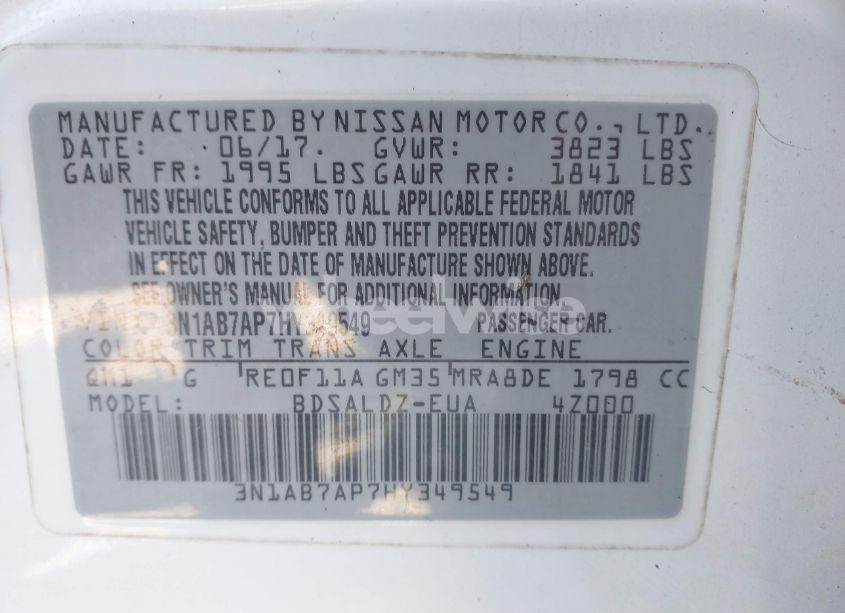 MANUFACTURED BY NISSAN MOTOR CO., LTD.
DATE: 06/17. GVWR: 3823 LBS
GAWR FR: 1995 LBS GAWR RR: 1841 LBS
THIS VEHICLE CONFORMS TO ALL APPLICABLE FEDERAL MOTOR
VEHICLE SAFETY, BUMPER AND THEFT PREVENTION STANDARDS
IN EFFECT ON THE DATE OF MANUFACTURE SHOWN ABOVE.
SEE OWNER'S MANUAL FOR ADDITIONAL INFORMATION.
VIN: 3N1AB7AP7HY349549 PASSENGER CAR.
COLOR TRIM TRANS AXLE ENGINE
QM1 G RE0F11A GM35 MRA8DE 1798 CC
MODEL: BDSALDZ-EUA 4Z000
3N1AB7AP7HY349549